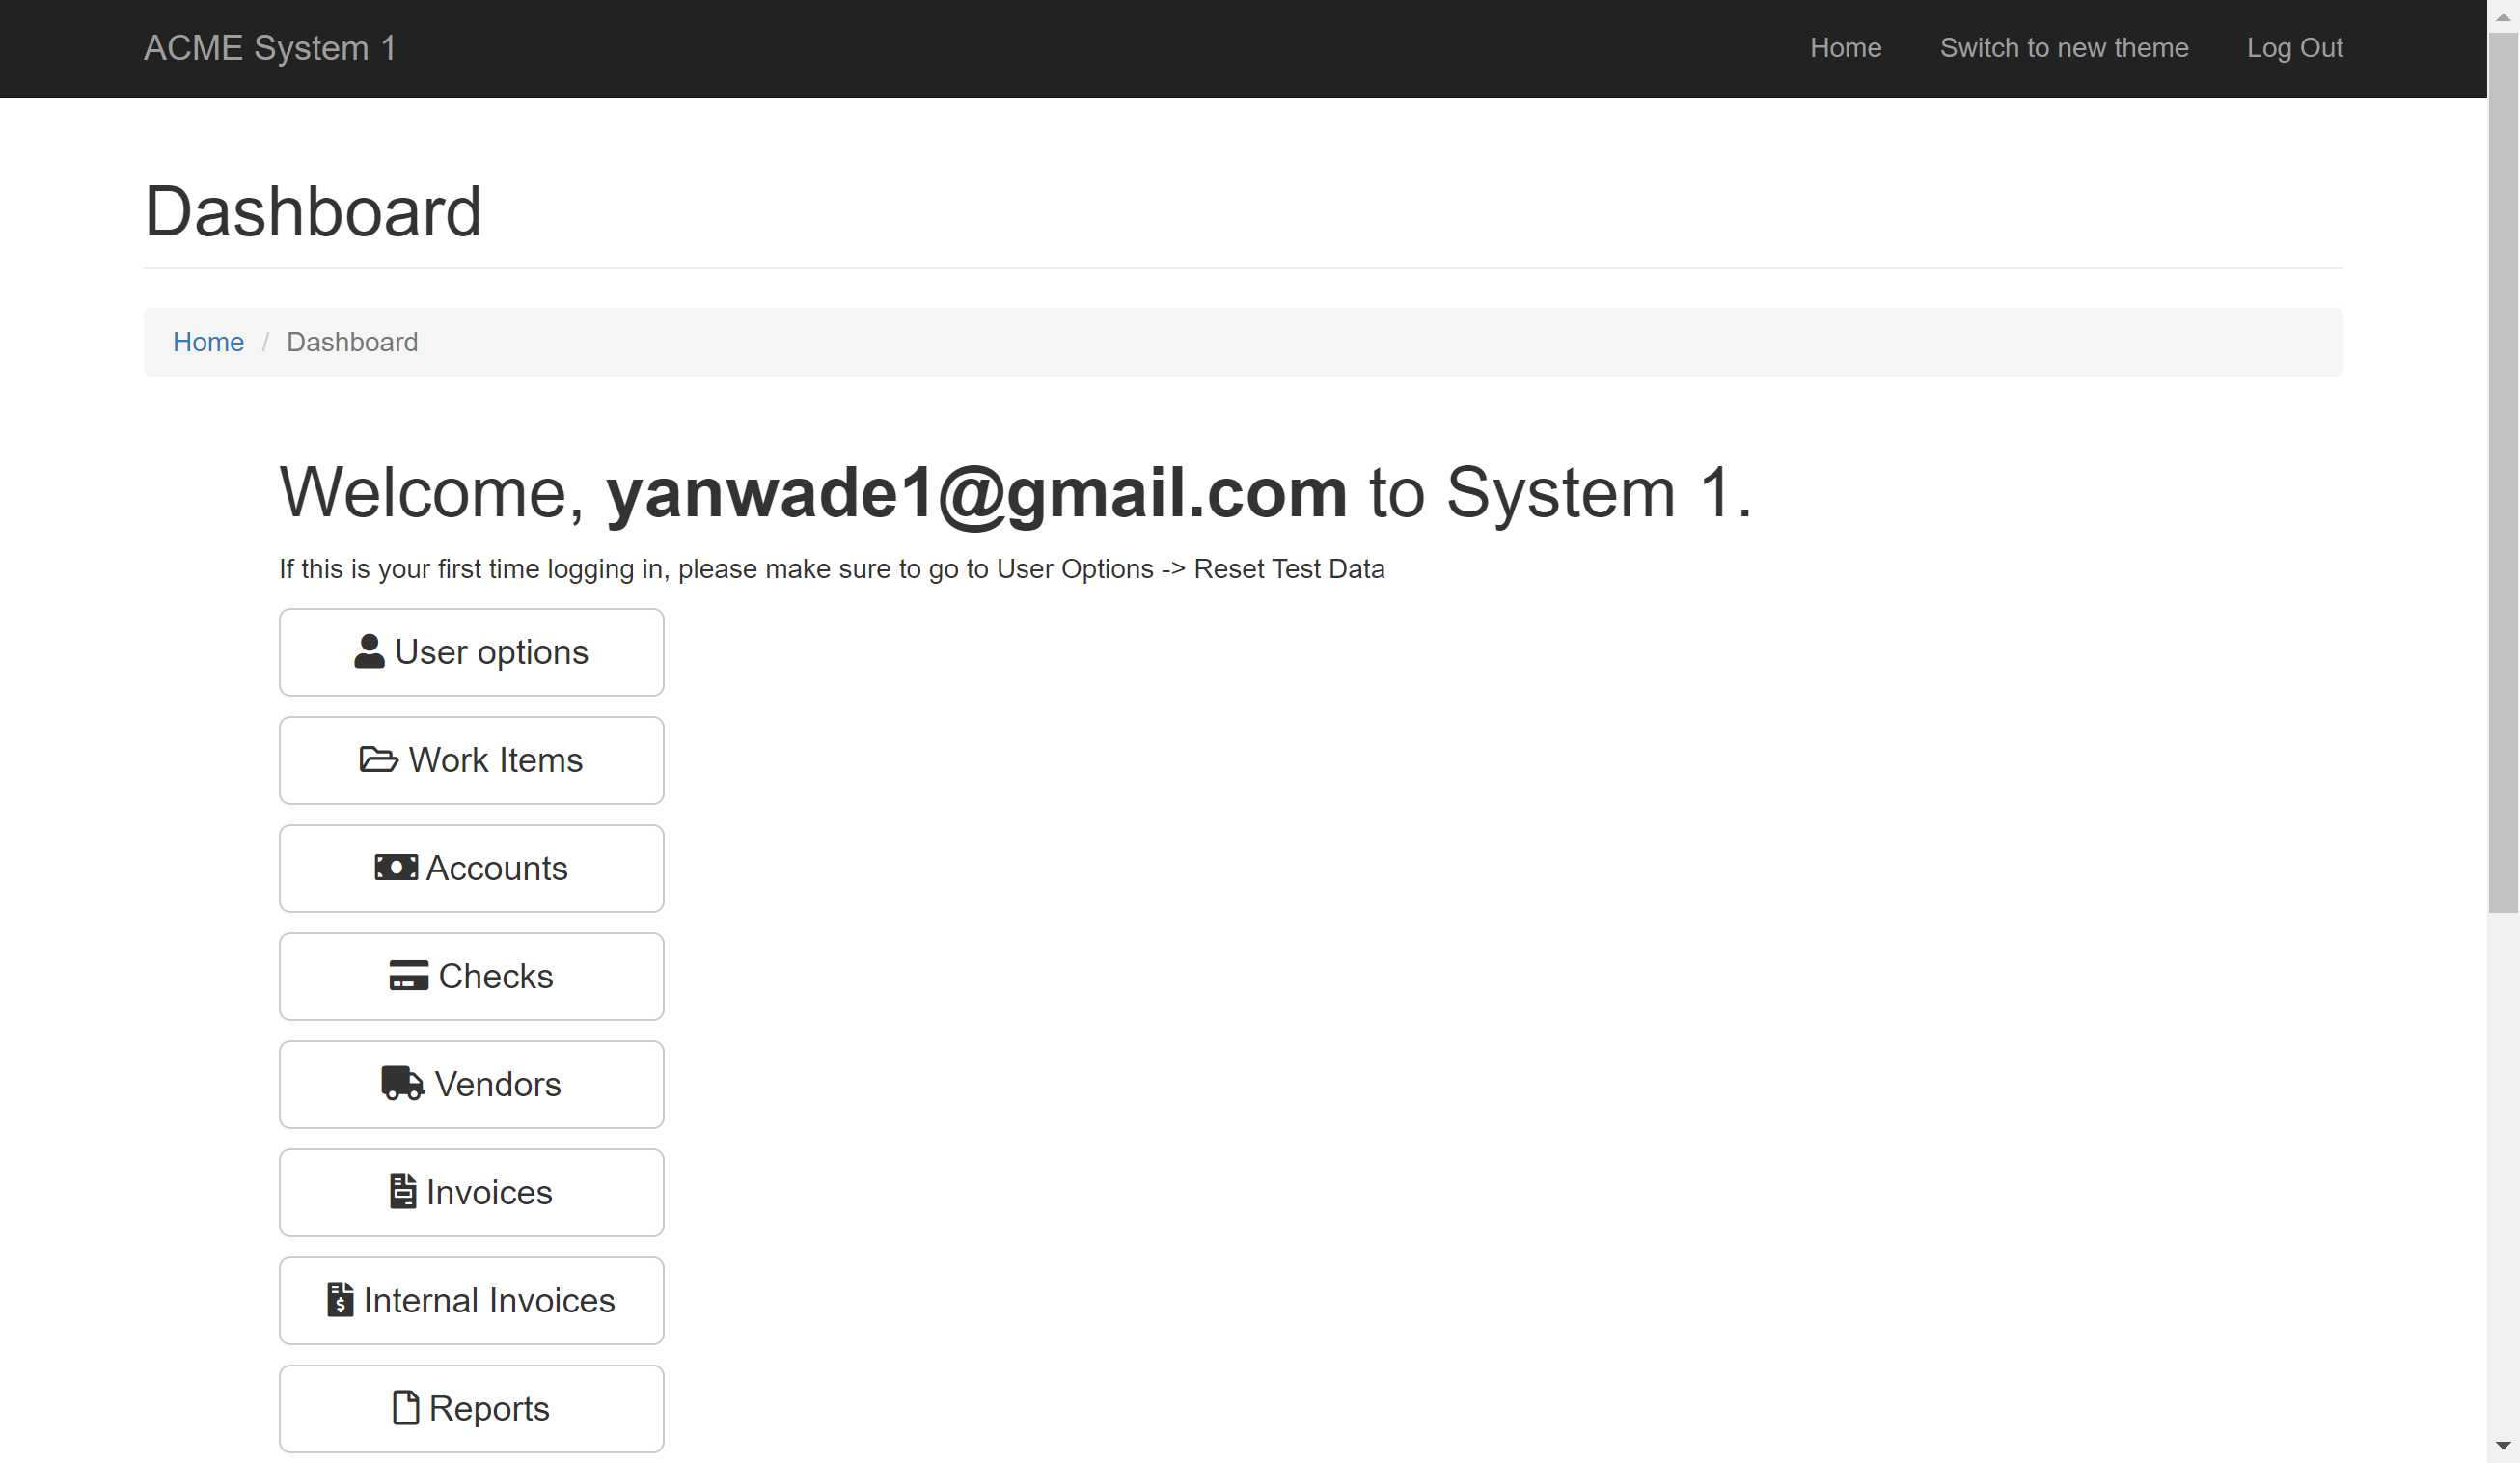 ACME System 1 Home Switch to new theme Log Out
Dashboard
Home / Dashboard
Welcome, yanwade1@gmail.com to System 1.
If this is your first time logging in, please make sure to go to User Options -> Reset Test Data
User options
Work Items
Accounts
Checks
Vendors
Invoices
Internal Invoices
Reports